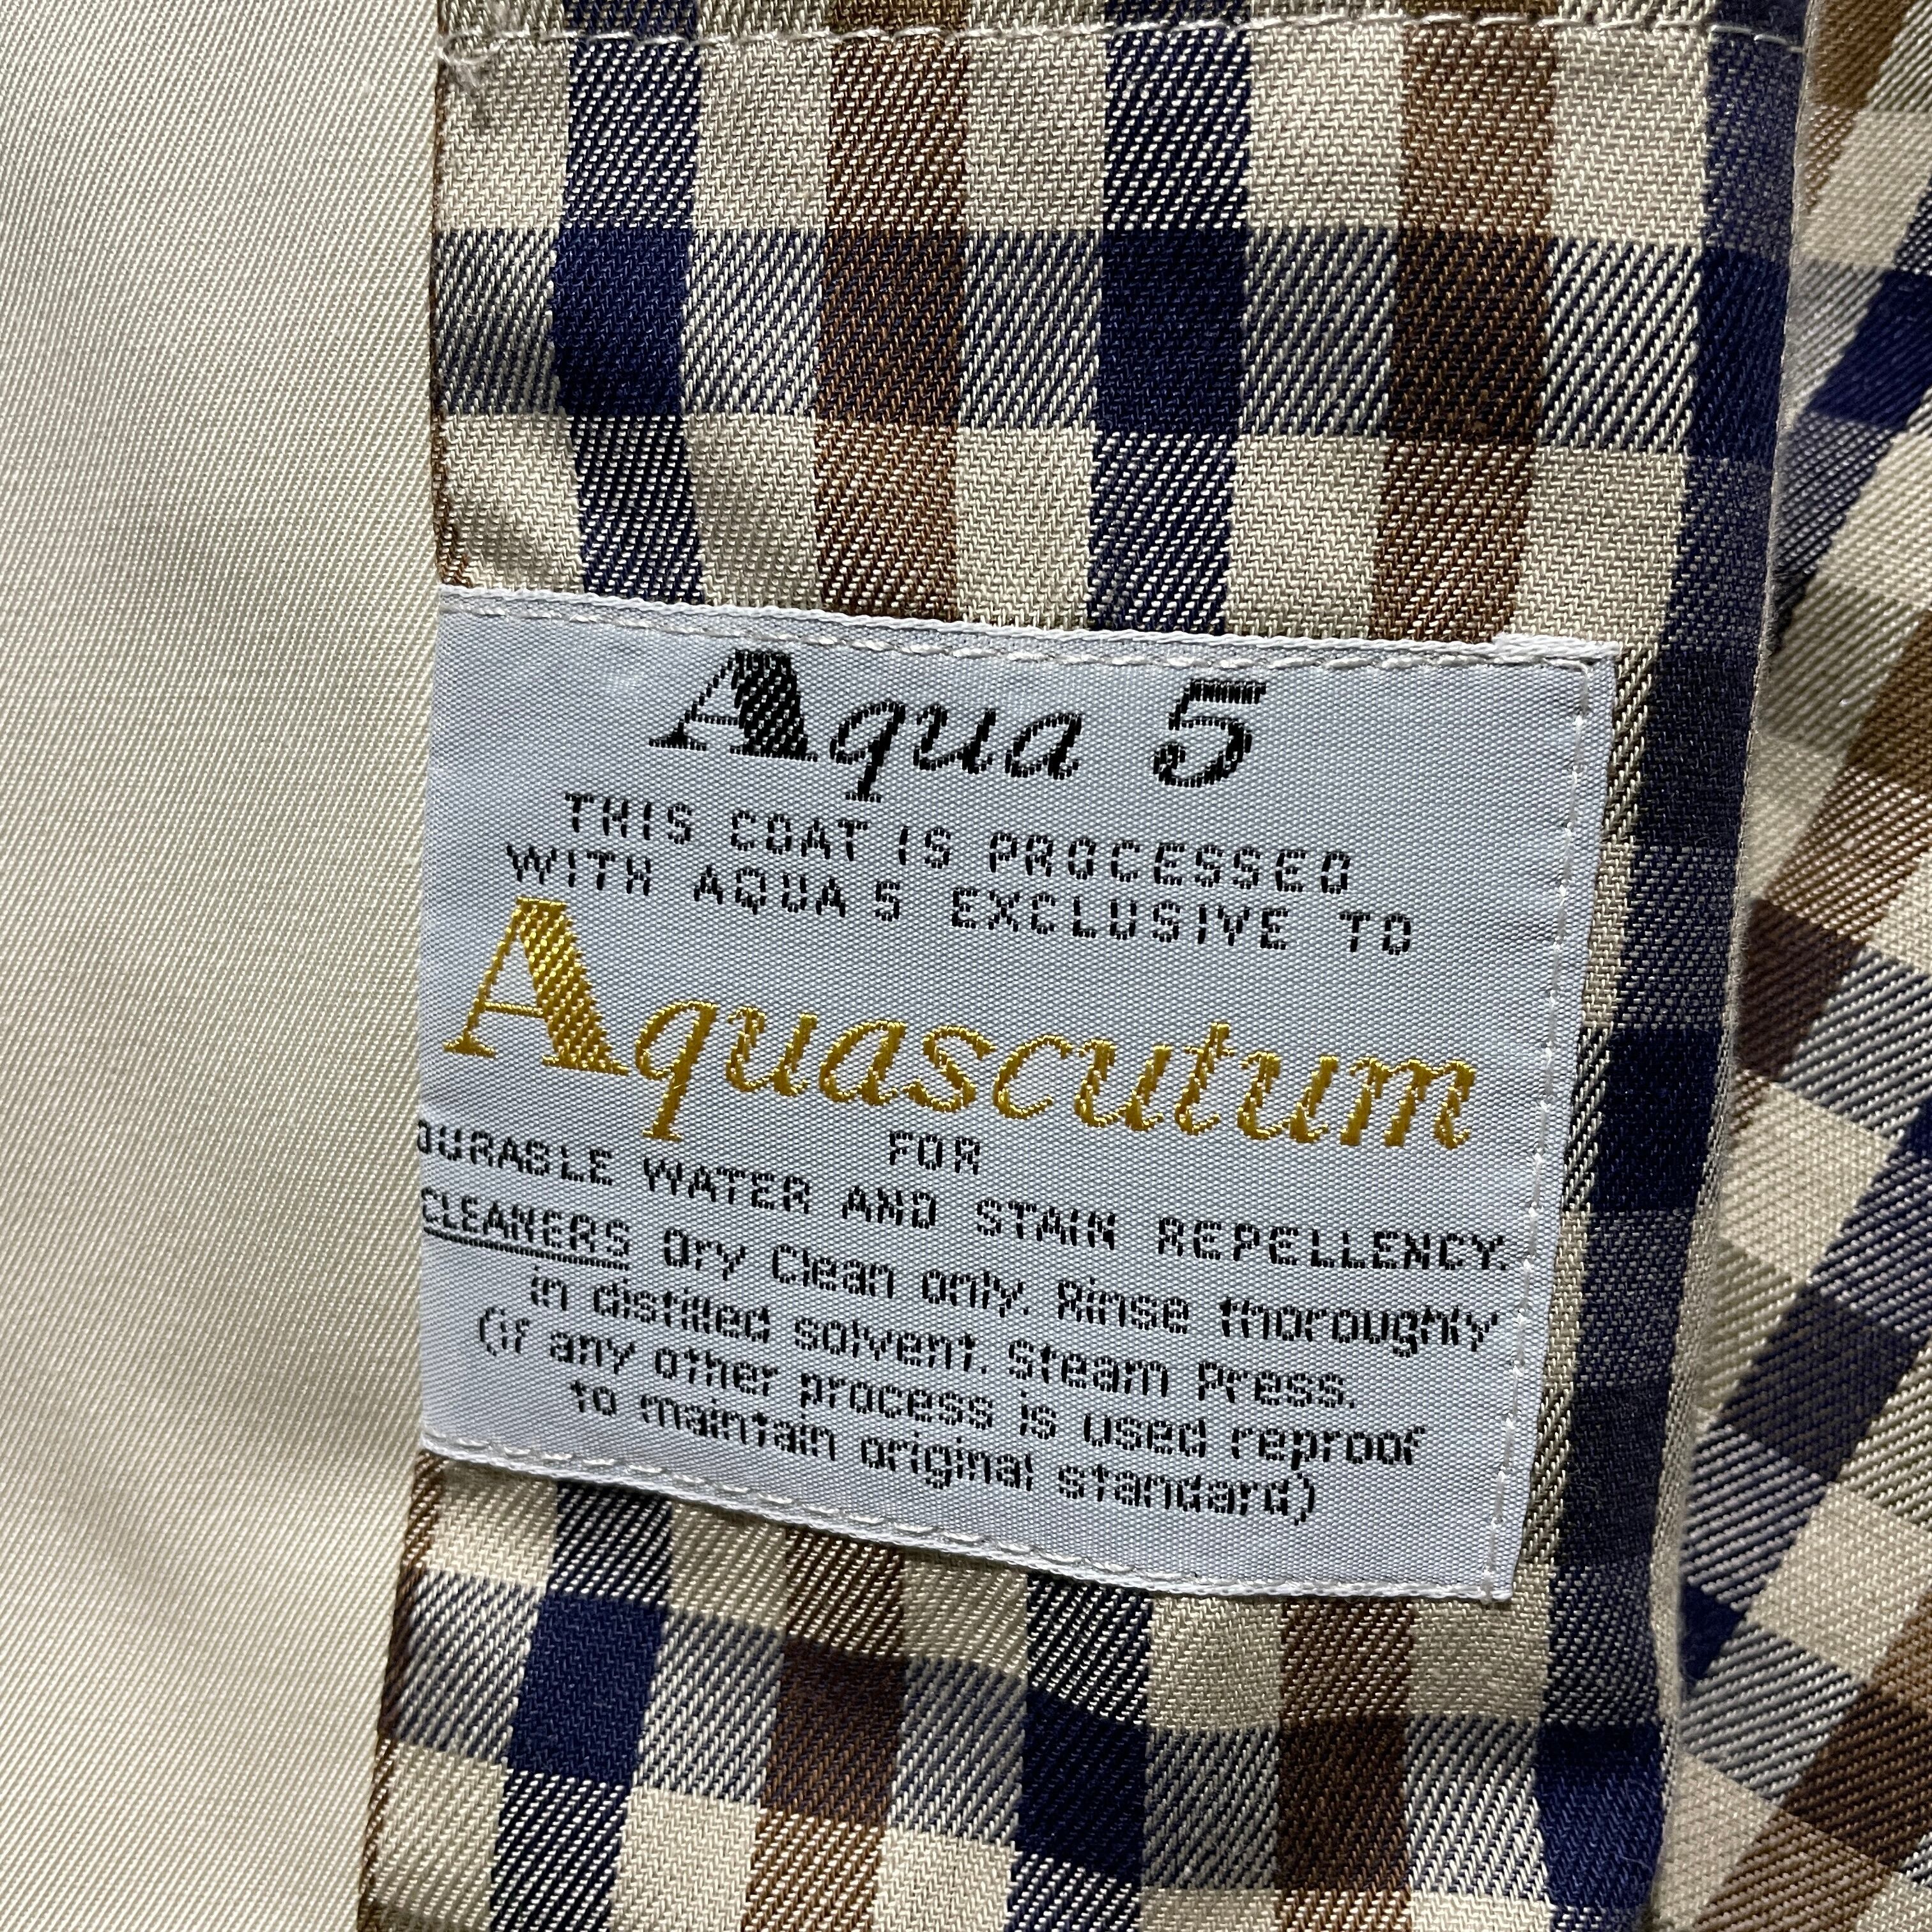 Aqua 5
THIS COAT IS PROCESSED
WITH AQUA 5 EXCLUSIVE TO
Aquascutum
FOR
DURABLE WATER AND STAIN REPELLENCY.
CLEANERS Dry Clean only. Rinse thoroughly
in distilled solvent. Steam Press.
(if any other process is used reproof
to maintain original standard)